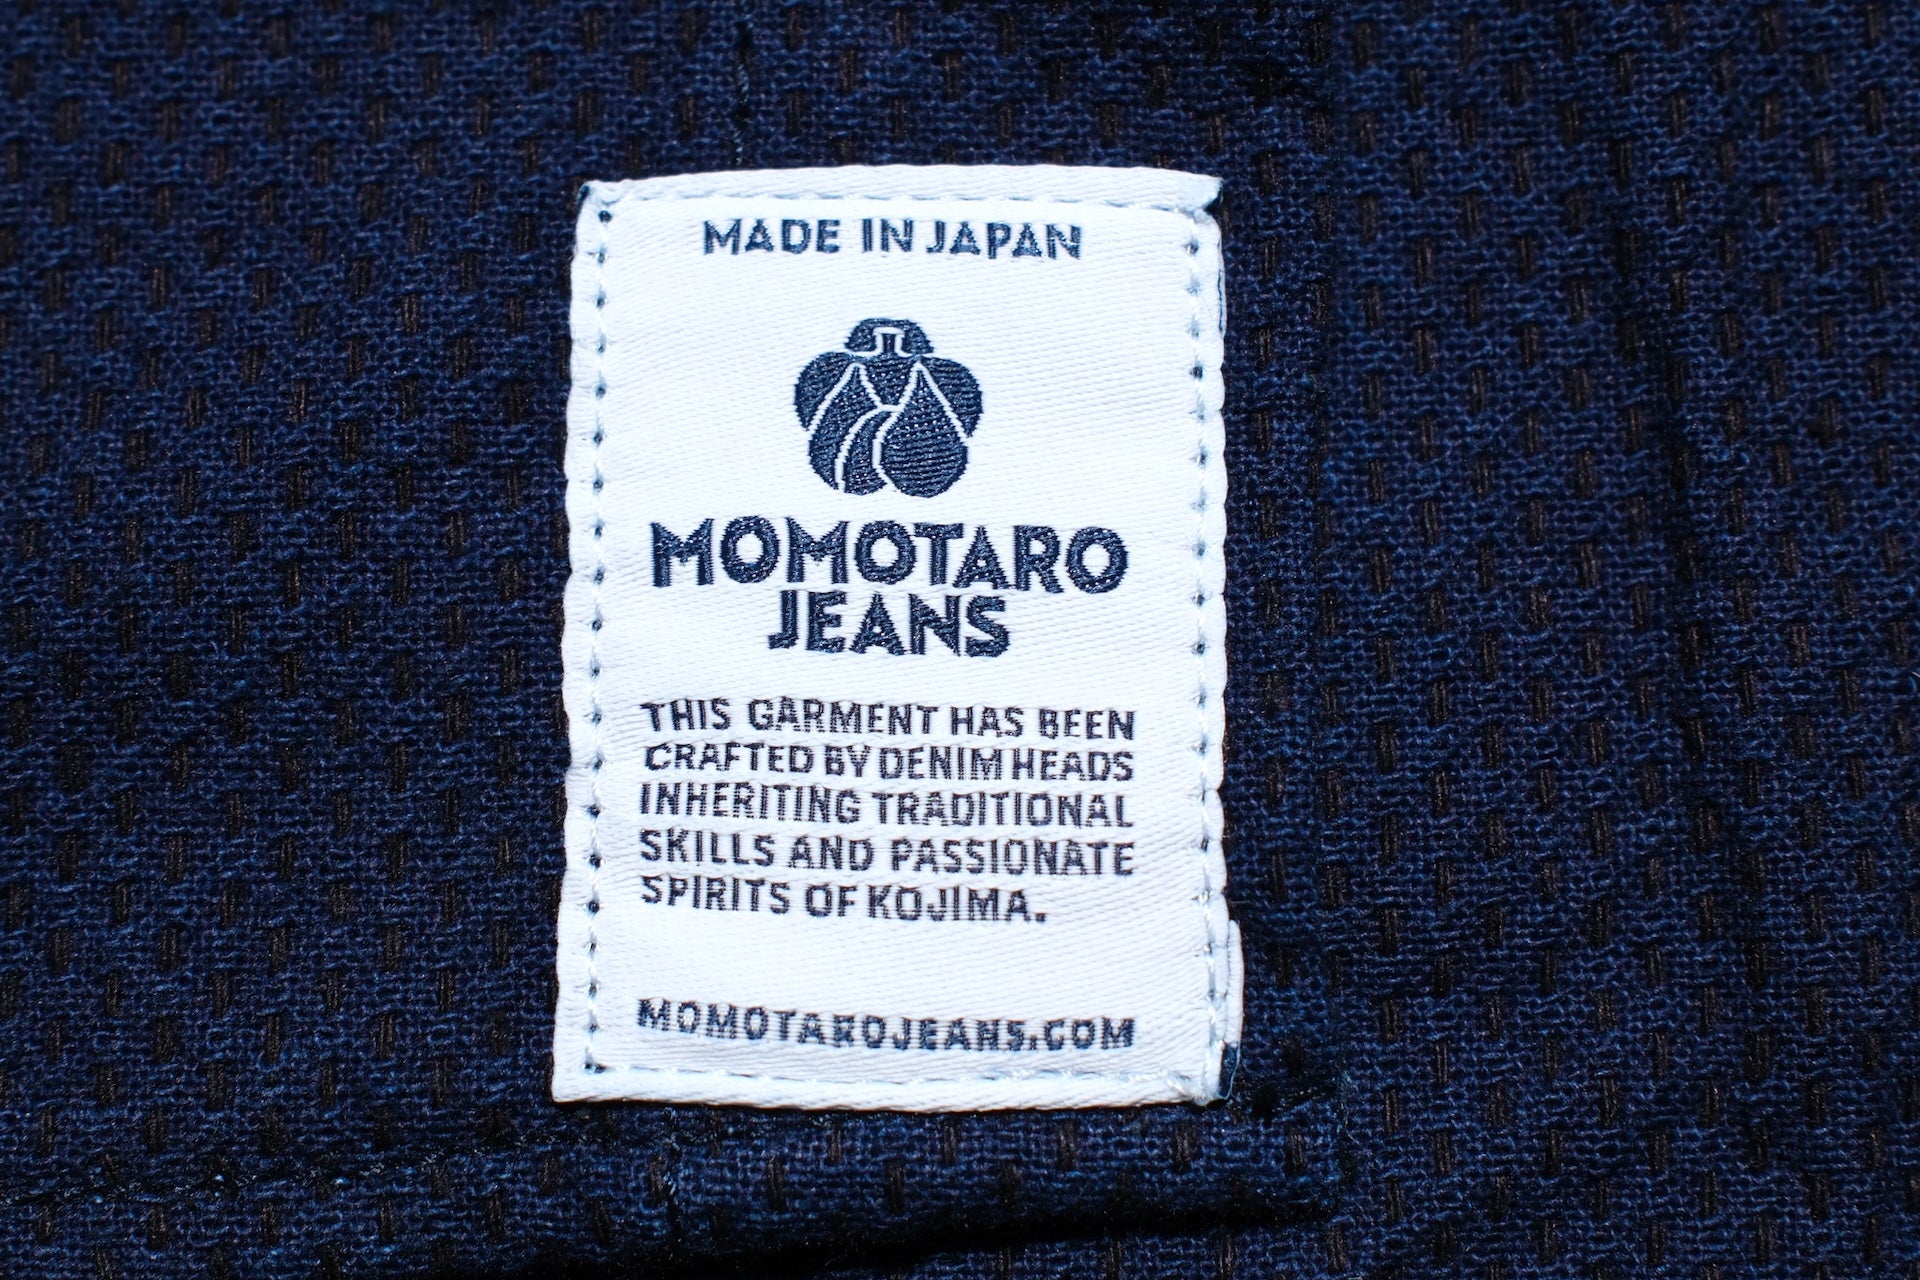 MADE IN JAPAN
MOMOTARO
JEANS
THIS GARMENT HAS BEEN
CRAFTED BY DENIM HEADS
INHERITING TRADITIONAL
SKILLS AND PASSIONATE
SPIRITS OF KOJIMA.
MOMOTAROJEANS.COM